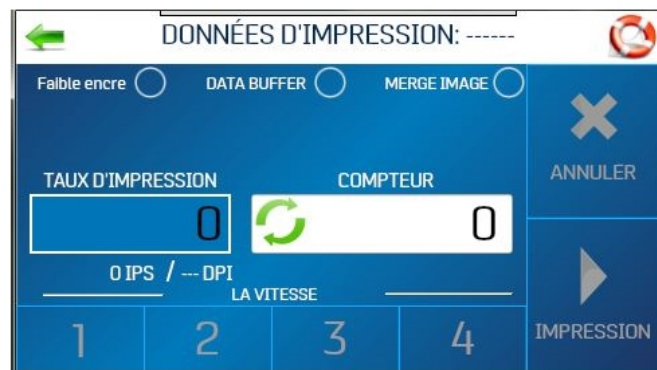 DONNÉES D'IMPRESSION: ------
Faible encre DATA BUFFER MERGE IMAGE
ANNULER
TAUX D'IMPRESSION COMPTEUR
0 0
0 IPS / --- DPI
LA VITESSE
IMPRESSION
1 2 3 4